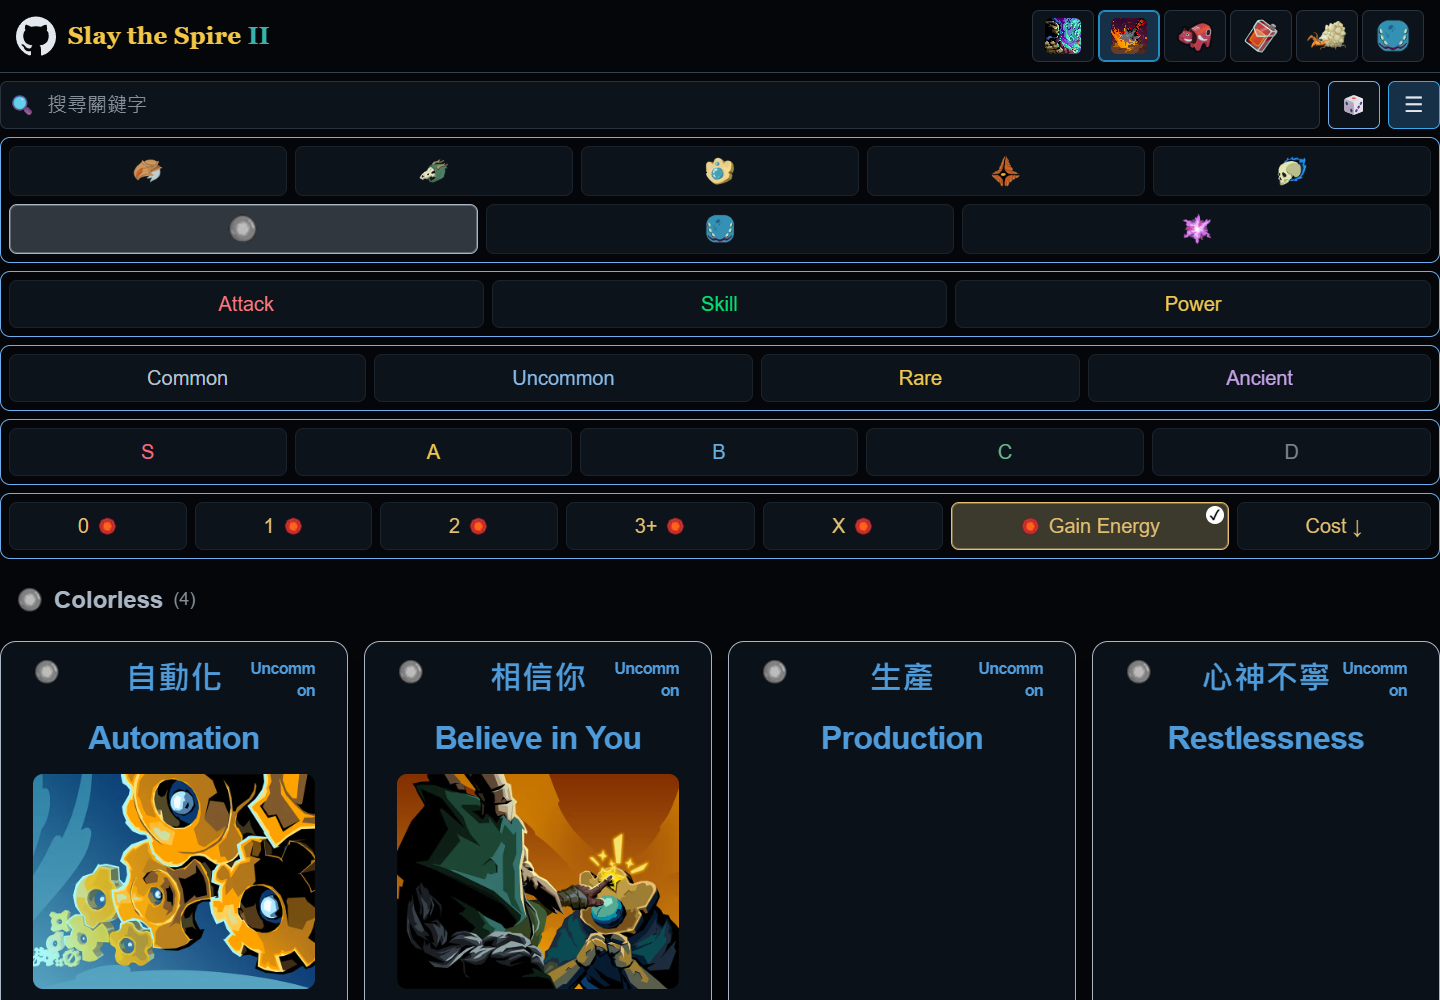 Slay the Spire II
搜尋關鍵字
Attack
Skill
Power
Common
Uncommon
Rare
Ancient
S
A
B
C
D
0
1
2
3+
X
Gain Energy
Cost ↓
Colorless (4)
自動化
Uncomm
on
Automation
相信你
Uncomm
on
Believe in You
生產
Uncomm
on
Production
心神不寧
Uncomm
on
Restlessness